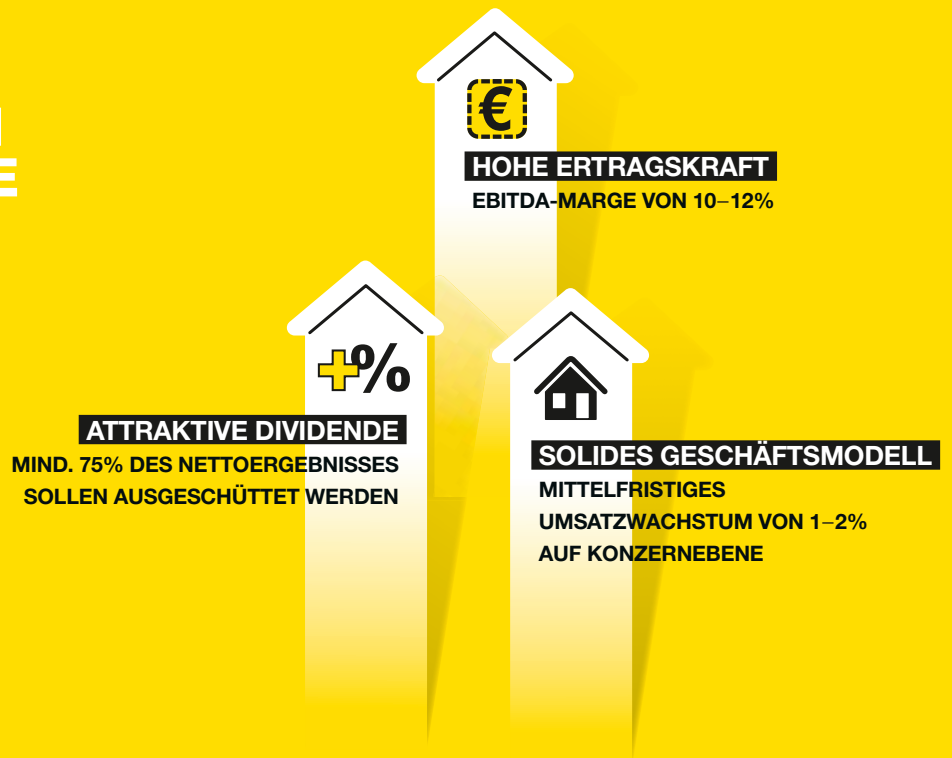 €
HOHE ERTRAGSKRAFT
EBITDA-MARGE VON 10–12%
+%
ATTRAKTIVE DIVIDENDE
MIND. 75% DES NETTOERGEBNISSES
SOLLEN AUSGESCHÜTTET WERDEN
SOLIDES GESCHÄFTSMODELL
MITTELFRISTIGES
UMSATZWACHSTUM VON 1–2%
AUF KONZERNEBENE